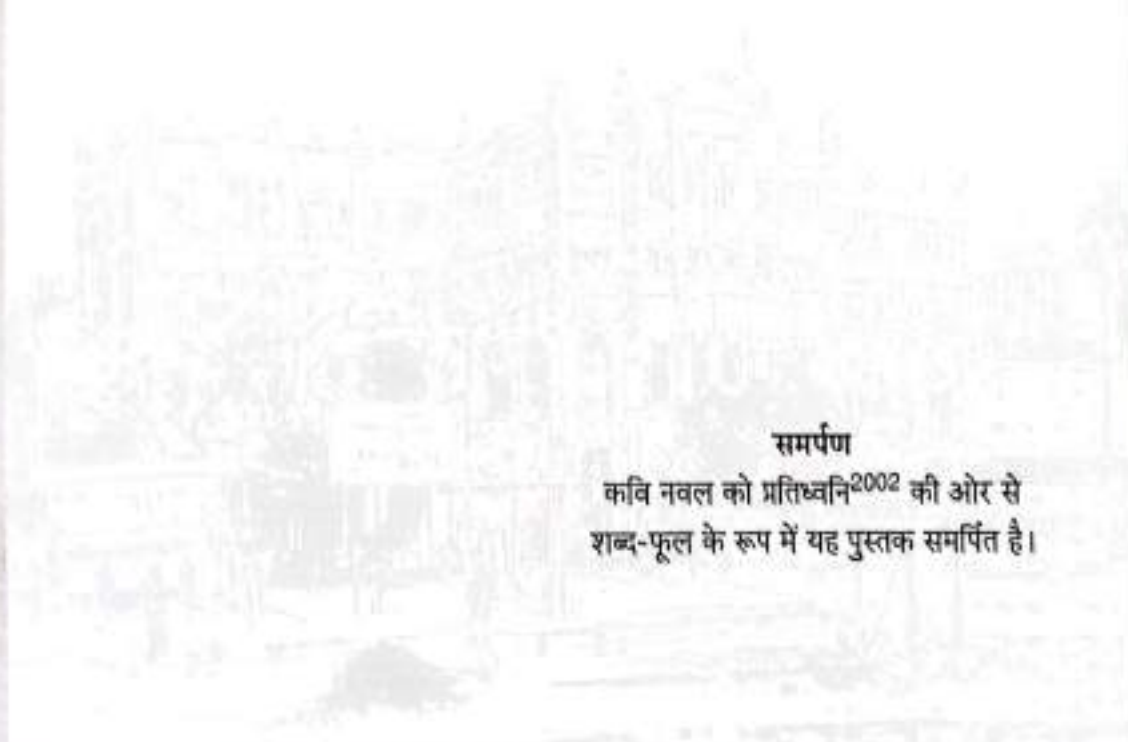 समर्पण
कवि नवल को प्रतिध्वनि²⁰⁰² की ओर से
शब्द-फूल के रूप में यह पुस्तक समर्पित है।